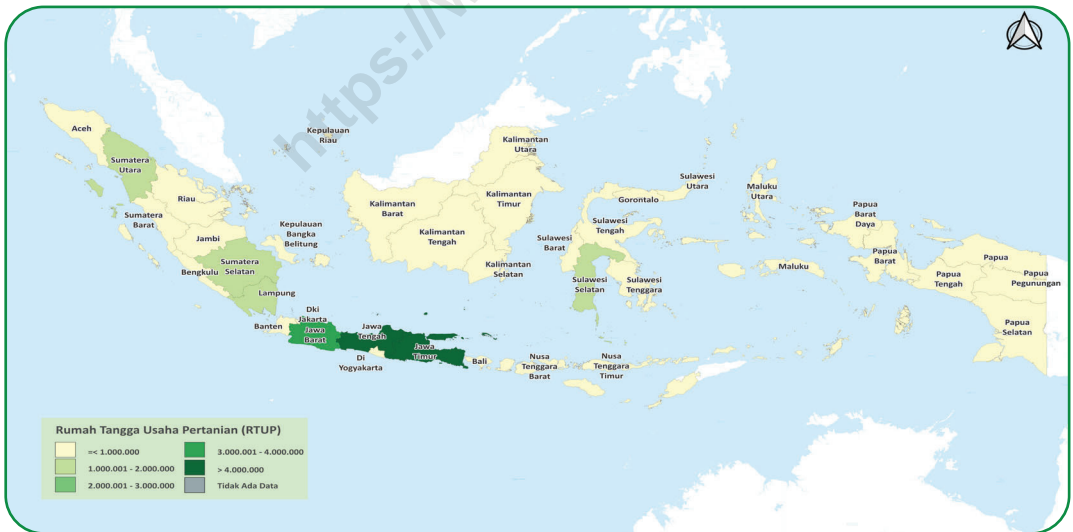 https://w
Aceh
Sumatera
Utara
Kepulauan
Riau
Riau
Sumatera
Barat
Jambi
Kepulauan
Bangka
Belitung
Sumatera
Selatan
Bengkulu
Lampung
Dki
Jakarta
Banten
Jawa
Barat
Jawa
Tengah
Di
Yogyakarta
Jawa
Timur
Bali
Nusa
Tenggara
Barat
Nusa
Tenggara
Timur
Kalimantan
Utara
Kalimantan
Timur
Kalimantan
Barat
Kalimantan
Tengah
Kalimantan
Selatan
Sulawesi
Utara
Gorontalo
Sulawesi
Tengah
Sulawesi
Barat
Sulawesi
Selatan
Sulawesi
Tenggara
Maluku
Utara
Maluku
Papua
Barat
Daya
Papua
Barat
Papua
Papua
Tengah
Papua
Pegunungan
Papua
Selatan
Rumah Tangga Usaha Pertanian (RTUP)
=< 1.000.000
1.000.001 - 2.000.000
2.000.001 - 3.000.000
3.000.001 - 4.000.000
> 4.000.000
Tidak Ada Data